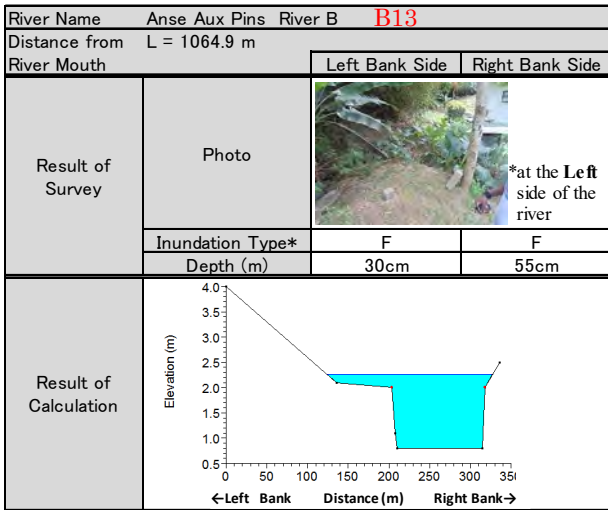 River Name Anse Aux Pins River B B13
Distance from L = 1064.9 m
River Mouth Left Bank Side Right Bank Side
Result of
Survey
Photo
*at the Left
side of the
river
Inundation Type* F F
Depth (m) 30cm 55cm
Result of
Calculation
Elevation (m)
4.0
3.5
3.0
2.5
2.0
1.5
1.0
0.5
0 50 100 150 200 250 300 350
←Left Bank Distance (m) Right Bank→